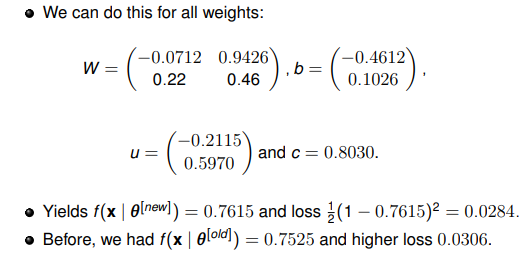 • We can do this for all weights:
W = ( −0.0712 0.9426 ; 0.22 0.46 ) , b = ( −0.4612 ; 0.1026 ) ,
u = ( −0.2115 ; 0.5970 ) and c = 0.8030.
• Yields f(x | θ^[new]) = 0.7615 and loss ½(1 − 0.7615)² = 0.0284.
• Before, we had f(x | θ^[old]) = 0.7525 and higher loss 0.0306.